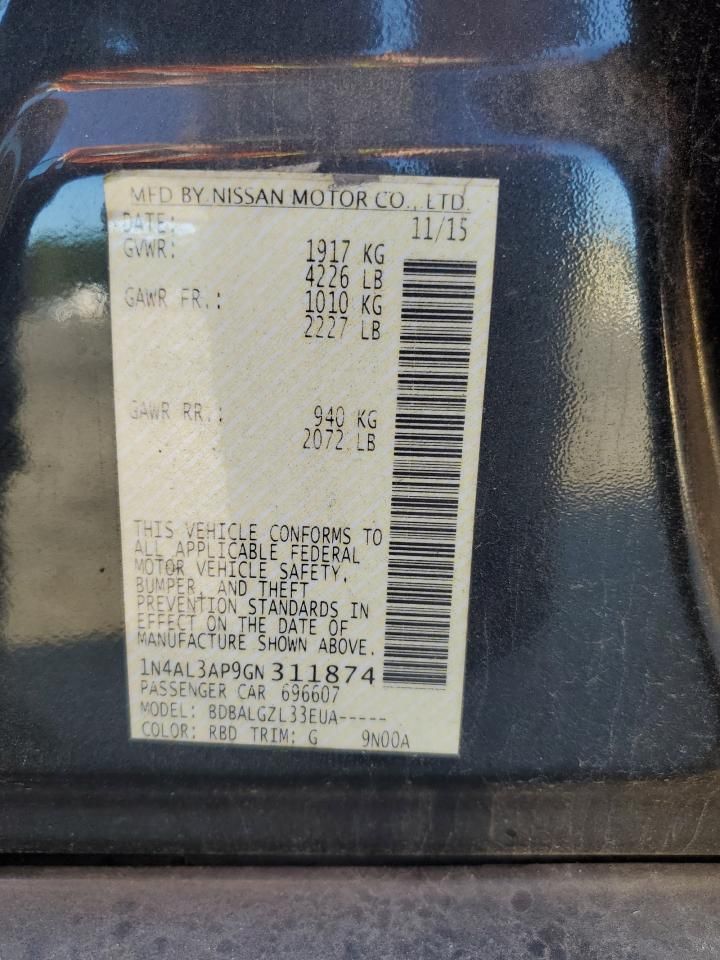 MFD BY NISSAN MOTOR CO., LTD.
DATE: 11/15
GVWR: 1917 KG
4226 LB
GAWR FR.: 1010 KG
2227 LB
GAWR RR.: 940 KG
2072 LB
THIS VEHICLE CONFORMS TO
ALL APPLICABLE FEDERAL
MOTOR VEHICLE SAFETY,
BUMPER, AND THEFT
PREVENTION STANDARDS IN
EFFECT ON THE DATE OF
MANUFACTURE SHOWN ABOVE.
1N4AL3AP9GN311874
PASSENGER CAR 696607
MODEL: BDBALGZL33EUA-----
COLOR: RBD TRIM: G 9N00A